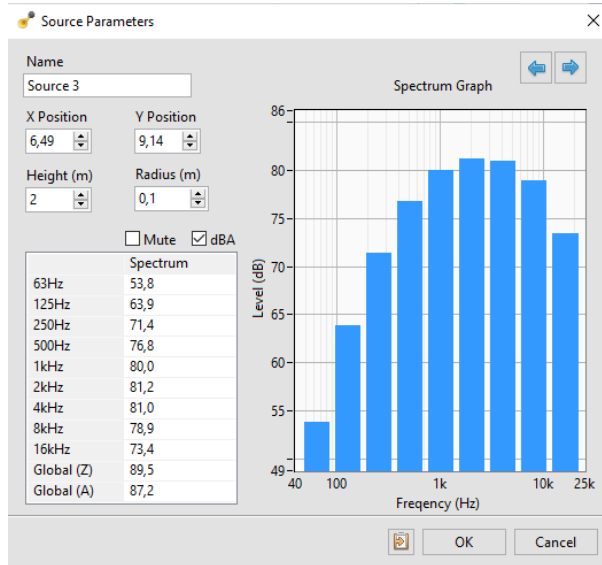 Source Parameters
Name
Source 3
X Position Y Position
6,49 9,14
Height (m) Radius (m)
2 0,1
Mute dBA
Spectrum
63Hz 53,8
125Hz 63,9
250Hz 71,4
500Hz 76,8
1kHz 80,0
2kHz 81,2
4kHz 81,0
8kHz 78,9
16kHz 73,4
Global (Z) 89,5
Global (A) 87,2
Spectrum Graph
Level (dB)
86
80
75
70
65
60
55
49
40 100 1k 10k 25k
Freqency (Hz)
OK Cancel